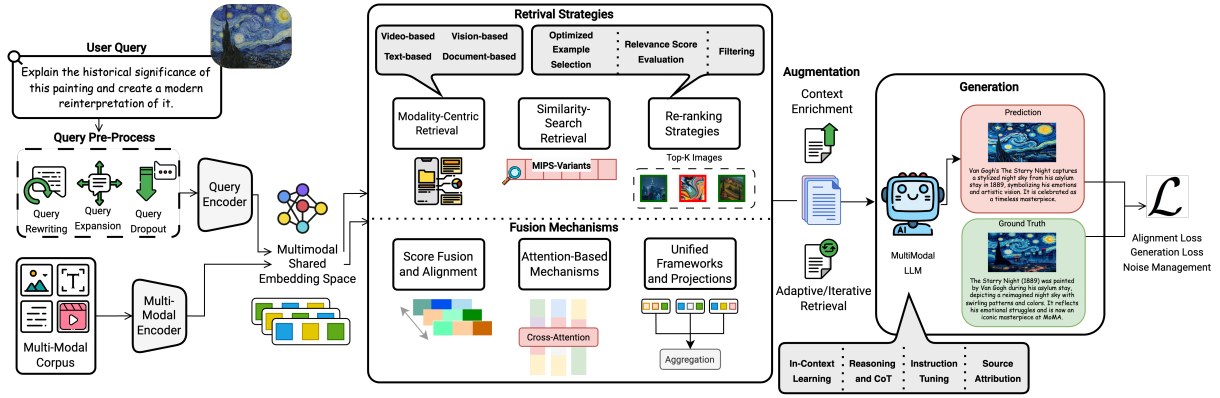 User Query
Explain the historical significance of
this painting and create a modern
reinterpretation of it.
Query Pre-Process
Query
Rewriting
Query
Expansion
Query
Dropout
Query
Encoder
Multi-Modal
Corpus
Multi-
Modal
Encoder
Multimodal
Shared
Embedding Space
Retrival Strategies
Video-based
Vision-based
Text-based
Document-based
Optimized
Example
Selection
Relevance Score
Evaluation
Filtering
Modality-Centric
Retrieval
Similarity-
Search
Retrieval
Re-ranking
Strategies
MIPS-Variants
Top-K Images
Fusion Mechanisms
Score Fusion
and Alignment
Attention-Based
Mechanisms
Unified
Frameworks
and Projections
Cross-Attention
Aggregation
Augmentation
Context
Enrichment
Adaptive/Iterative
Retrieval
Generation
AI
MultiModal
LLM
Prediction
Van Gogh's The Starry Night captures
a stylized night sky from his asylum
stay in 1889, symbolizing his emotions
and artistic vision. It is celebrated as
a timeless masterpiece.
Ground Truth
The Starry Night (1889) was painted
by Van Gogh during his asylum stay,
depicting a reimagined night sky with
swirling patterns and colors. It reflects
his emotional struggles and is now an
iconic masterpiece at MoMA.
In-Context
Learning
Reasoning
and CoT
Instruction
Tuning
Source
Attribution
ℒ
Alignment Loss
Generation Loss
Noise Management